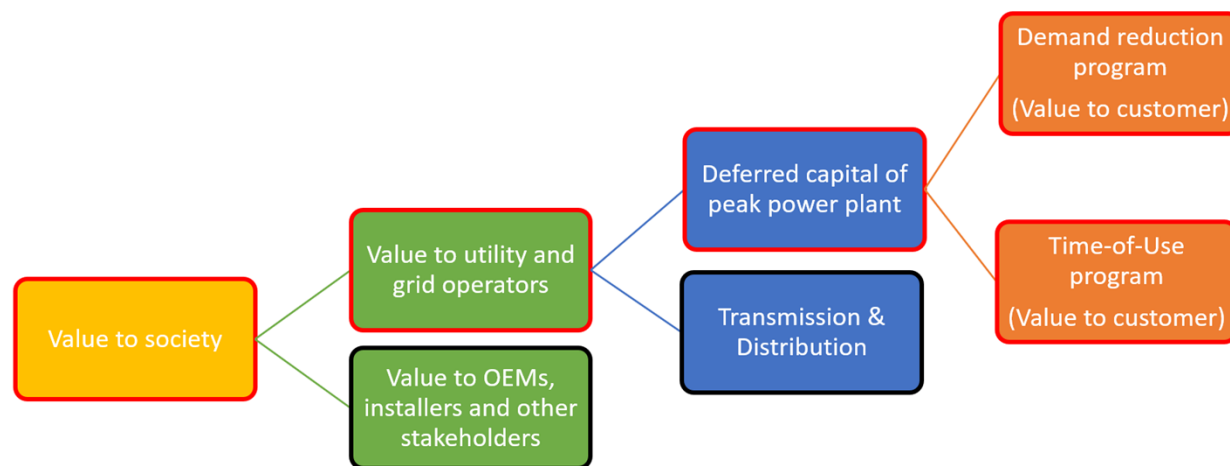 Value to society
Value to utility and
grid operators
Value to OEMs,
installers and other
stakeholders
Deferred capital of
peak power plant
Transmission &
Distribution
Demand reduction
program
(Value to customer)
Time-of-Use
program
(Value to customer)